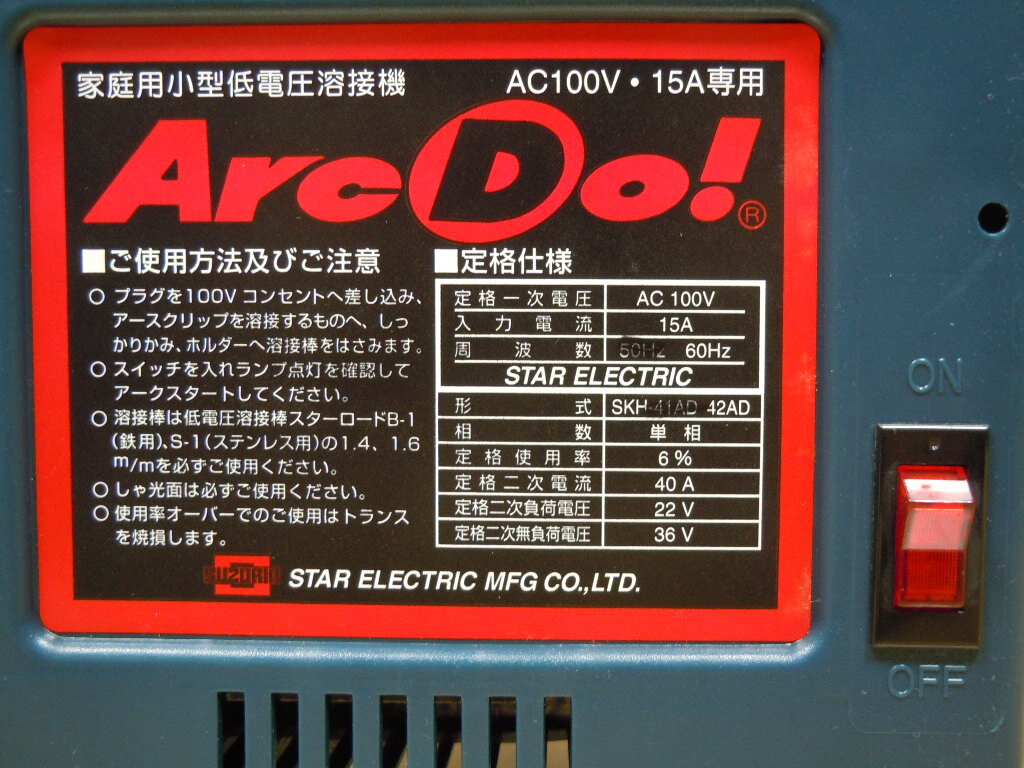 家庭用小型低電圧溶接機 AC100V・15A専用
ArcDo!®
■ご使用方法及びご注意
○ プラグを100V コンセントへ差し込み、
アースクリップを溶接するものへ、しっ
かりかみ、ホルダーへ溶接棒をはさみます。
○ スイッチを入れランプ点灯を確認して
アークスタートしてください。
○ 溶接棒は低電圧溶接棒スターロードB-1
(鉄用)、S-1(ステンレス用)の1.4、1.6
m/mを必ずご使用ください。
○ しゃ光面は必ずご使用ください。
○ 使用率オーバーでのご使用はトランス
を焼損します。
■定格仕様
定格一次電圧 AC 100V
入力電流 15A
周波数 50Hz 60Hz
STAR ELECTRIC
形式 SKH-41AD 42AD
相数 単相
定格使用率 6%
定格二次電流 40 A
定格二次負荷電圧 22 V
定格二次無負荷電圧 36 V
SUZUKID STAR ELECTRIC MFG CO.,LTD.
ON
OFF